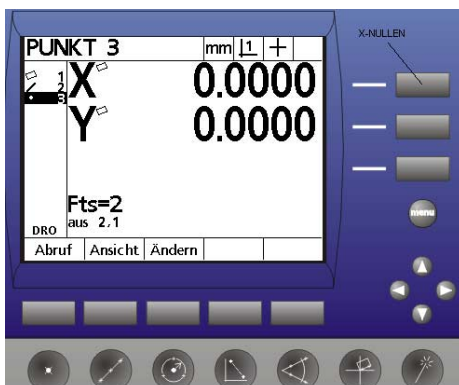 X-NULLEN
PUNKT 3 mm 1 +
1 X 0.0000
2
3
Y 0.0000
Fts=2
aus 2,1
DRO
Abruf Ansicht Ändern
menu